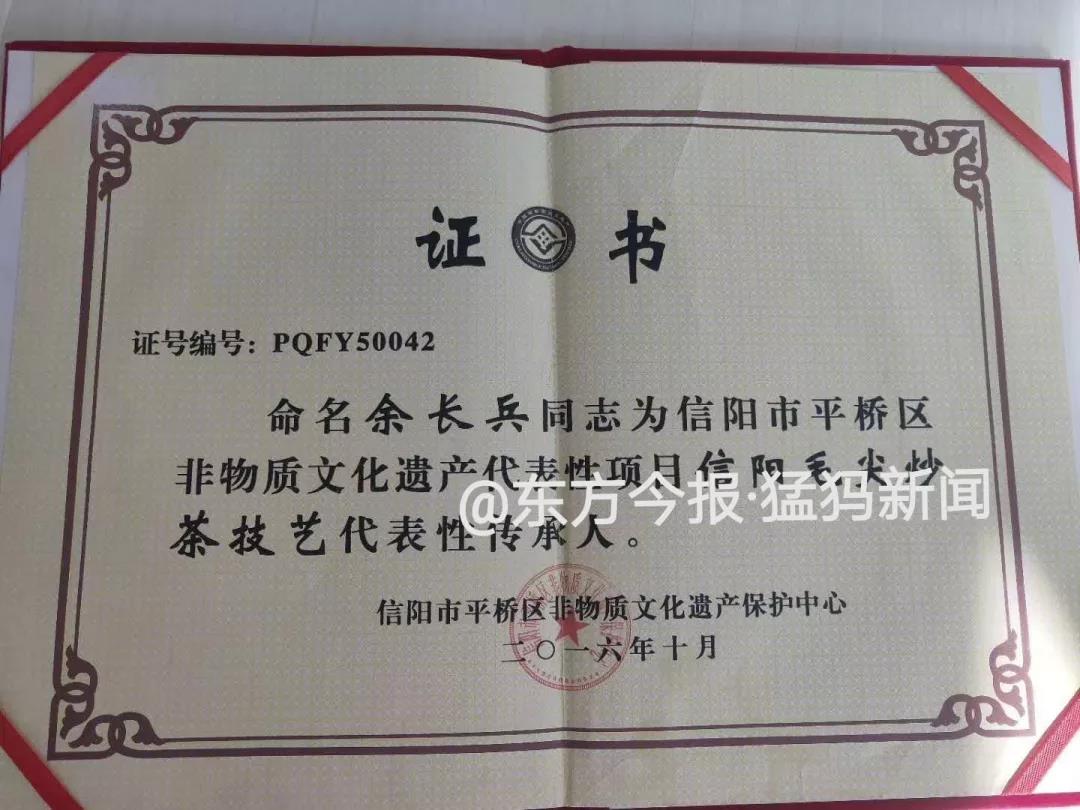 证书
证号编号：PQFY50042
命名余长兵同志为信阳市平桥区
非物质文化遗产代表性项目信阳毛尖炒
@东方今报·猛犸新闻
茶技艺代表性传承人。
信阳市平桥区非物质文化遗产保护中心
二〇一六年十月